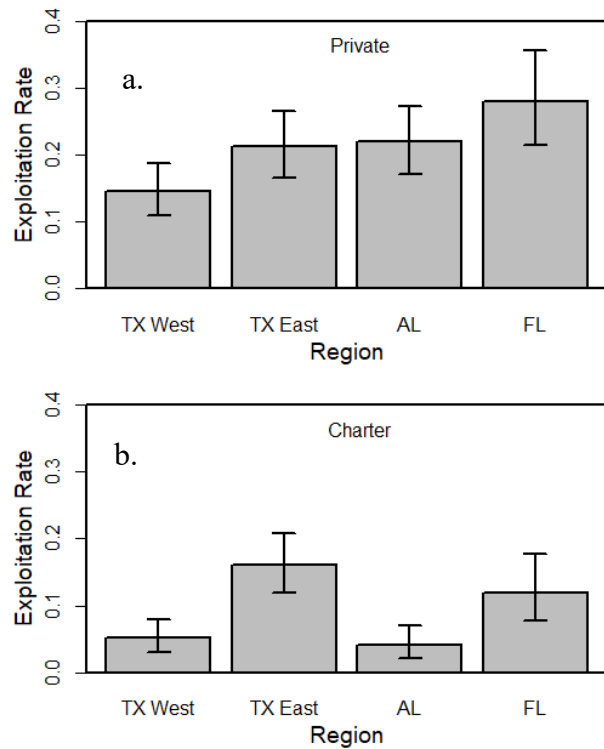 Private
a.
Exploitation Rate
0.4
0.3
0.2
0.1
0.0
TX West TX East AL FL
Region
Charter
b.
Exploitation Rate
0.4
0.3
0.2
0.1
0.0
TX West TX East AL FL
Region